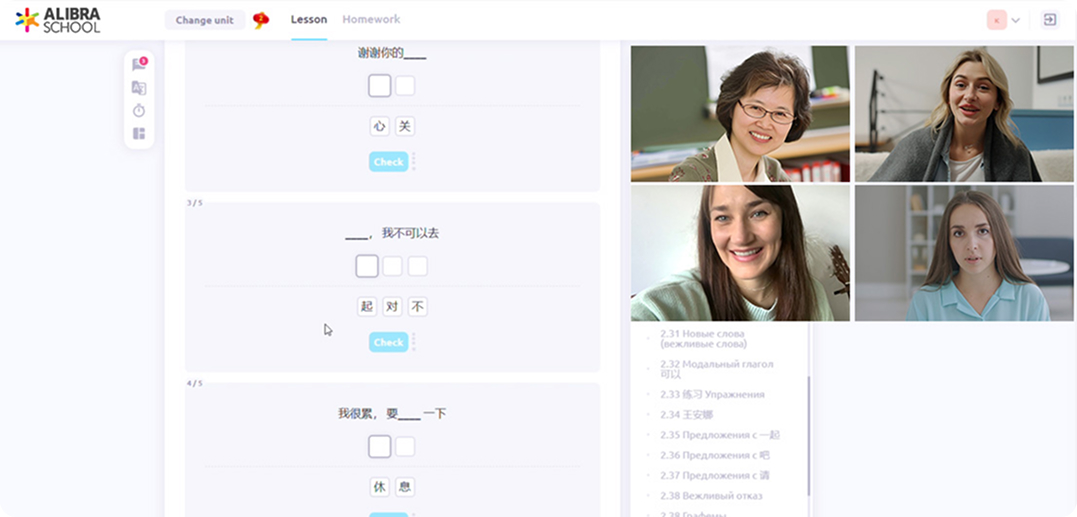 ALIBRA
SCHOOL
Change unit
Lesson
Homework
K
3
谢谢你的____
心 关
Check
3 / 5
____， 我不可以去
起 对 不
Check
4 / 5
我很累， 要____ 一下
休 息
2.31 Новые слова
(вежливые слова)
2.32 Модальный глагол
可以
2.33 练习 Упражнения
2.34 王安娜
2.35 Предложения с 一起
2.36 Предложения с 吧
2.37 Предложения с 请
2.38 Вежливый отказ
2.39 Графемы